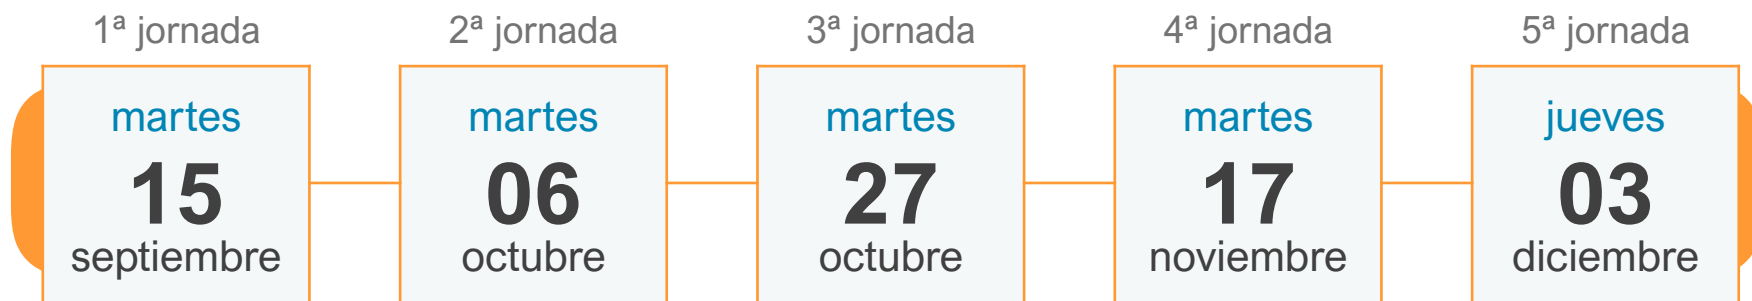 1ª jornada
martes
15
septiembre
2ª jornada
martes
06
octubre
3ª jornada
martes
27
octubre
4ª jornada
martes
17
noviembre
5ª jornada
jueves
03
diciembre